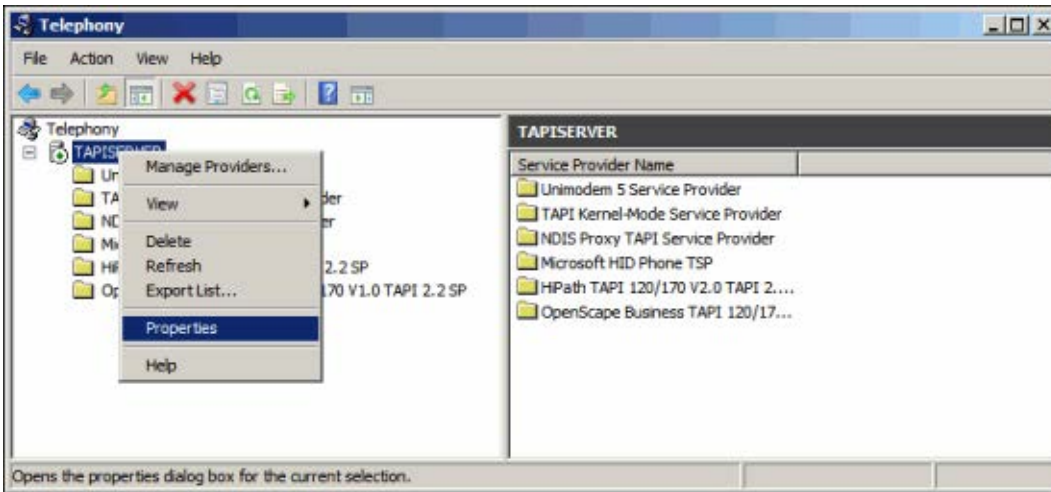 Telephony
File Action View Help
Telephony
TAPISERVER
Manage Providers...
View
Delete
Refresh
Export List...
Properties
Help
2.2 SP
V1.0 TAPI 2.2 SP
TAPISERVER
Service Provider Name
Unimodem 5 Service Provider
TAPI Kernel-Mode Service Provider
NDIS Proxy TAPI Service Provider
Microsoft HID Phone TSP
HiPath TAPI 120/170 V2.0 TAPI 2....
OpenScape Business TAPI 120/17...
Opens the properties dialog box for the current selection.